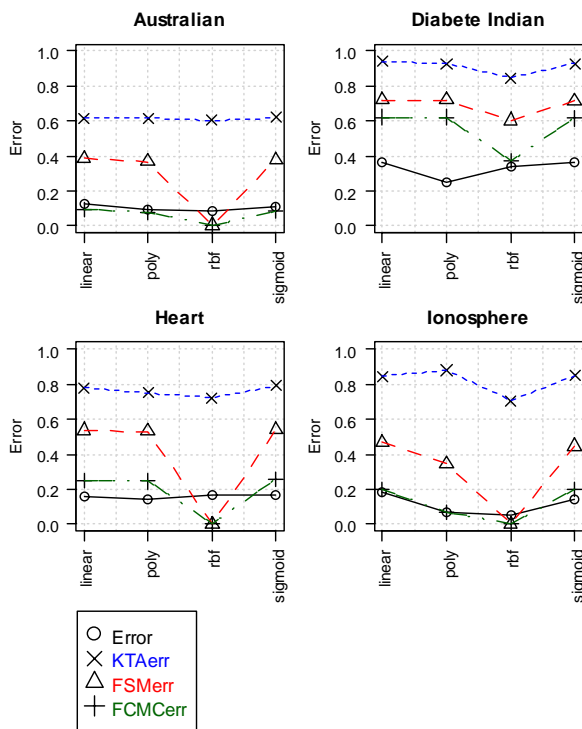 Australian
Error
1.0
0.8
0.6
0.4
0.2
0.0
linear
poly
rbf
sigmoid
Diabete Indian
Error
1.0
0.8
0.6
0.4
0.2
0.0
linear
poly
rbf
sigmoid
Heart
Error
1.0
0.8
0.6
0.4
0.2
0.0
linear
poly
rbf
sigmoid
Ionosphere
Error
1.0
0.8
0.6
0.4
0.2
0.0
linear
poly
rbf
sigmoid
Error
KTAerr
FSMerr
FCMCerr